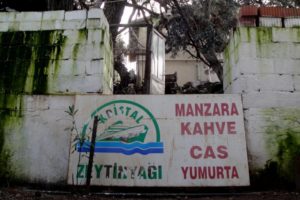 KRİSTAL
ZEYTİNYAĞI
MANZARA
KAHVE
CAS
YUMURTA